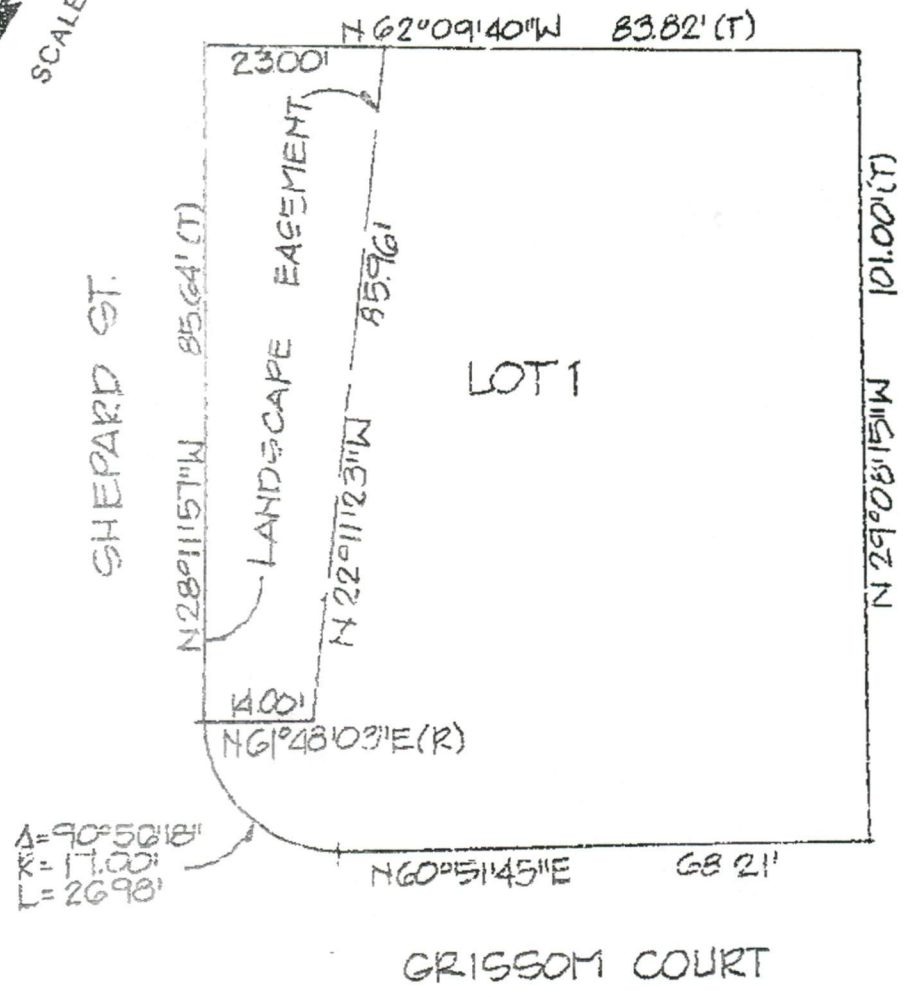 SCALE
N 62°09'40"W 83.82' (T)
23.00'
LANDSCAPE EASEMENT
85.64' (T)
N 28°11'57"W
SHEPARD ST.
85.96'
N 22°11'23"W
LOT 1
101.00' (T)
N 29°08'15"W
14.00'
N 61°48'03"E (R)
Δ= 90°56'18"
R= 17.00'
L= 26.98'
N 60°51'45"E 68.21'
GRISSOM COURT